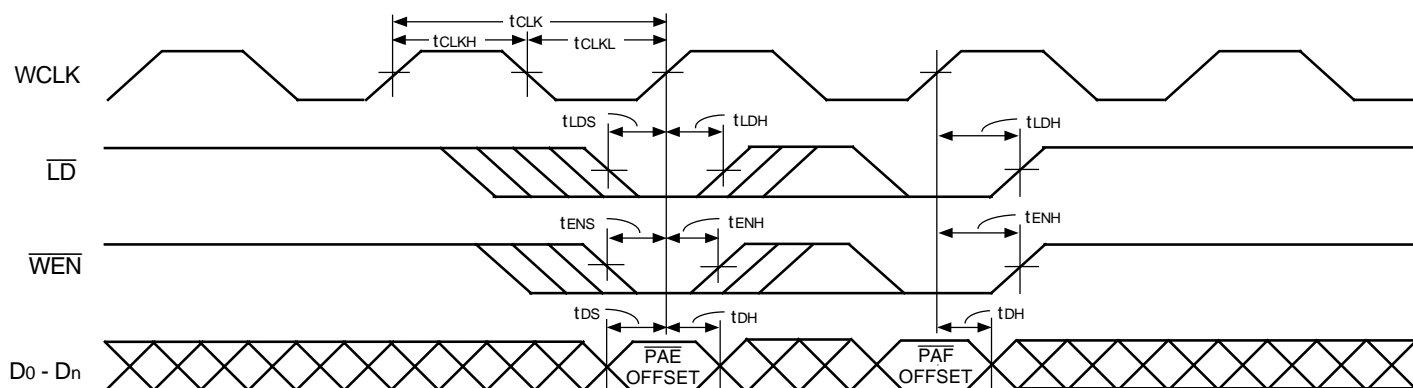 tCLK
tCLKH
tCLKL
WCLK
tLDS
tLDH
tLDH
LD
tENS
tENH
tENH
WEN
tDS
tDH
tDH
D0 - Dn
PAE
OFFSET
PAF
OFFSET